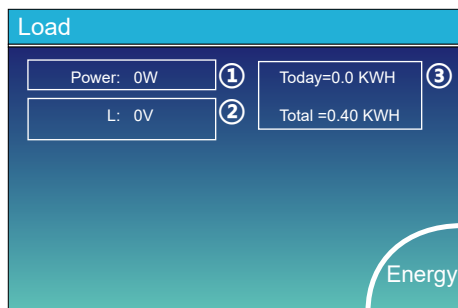 Load
Power: 0W ①
L: 0V ②
Today=0.0 KWH ③
Total =0.40 KWH
Energy